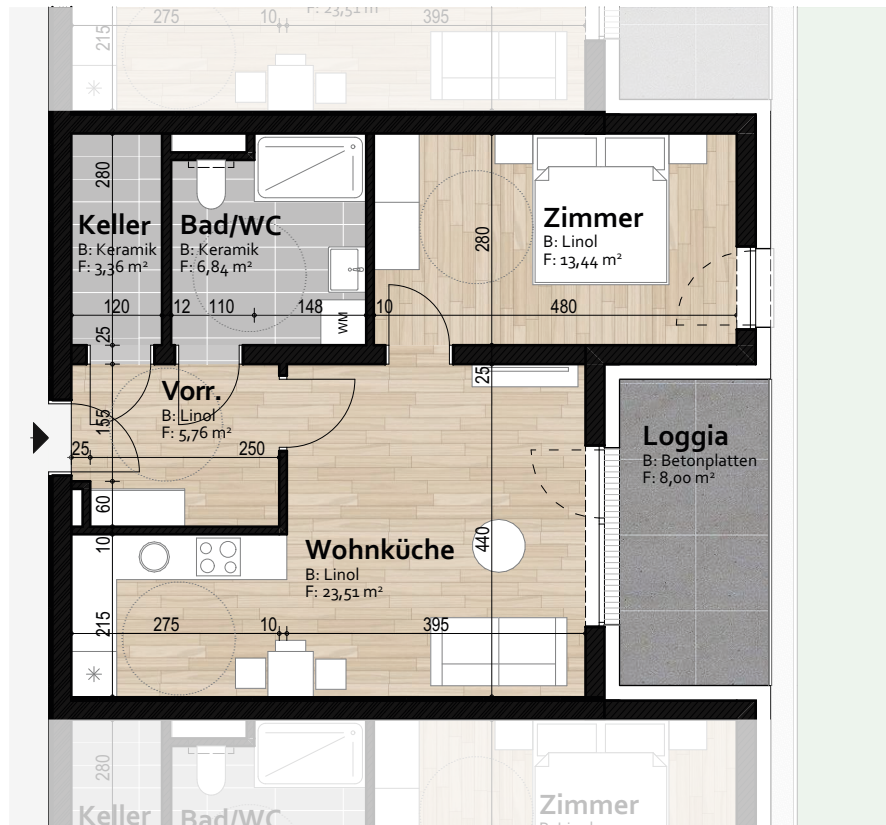 275
10
F: 23,51 m²
395
215
280
Keller
B: Keramik
F: 3,36 m²
Bad/WC
B: Keramik
F: 6,84 m²
280
Zimmer
B: Linol
F: 13,44 m²
120
12
110
148
WM
10
480
25
25
Vorr.
B: Linol
F: 5,76 m²
155
25
250
60
Loggia
B: Betonplatten
F: 8,00 m²
10
Wohnküche
B: Linol
F: 23,51 m²
440
215
275
10
395
280
Keller
Bad/WC
Zimmer